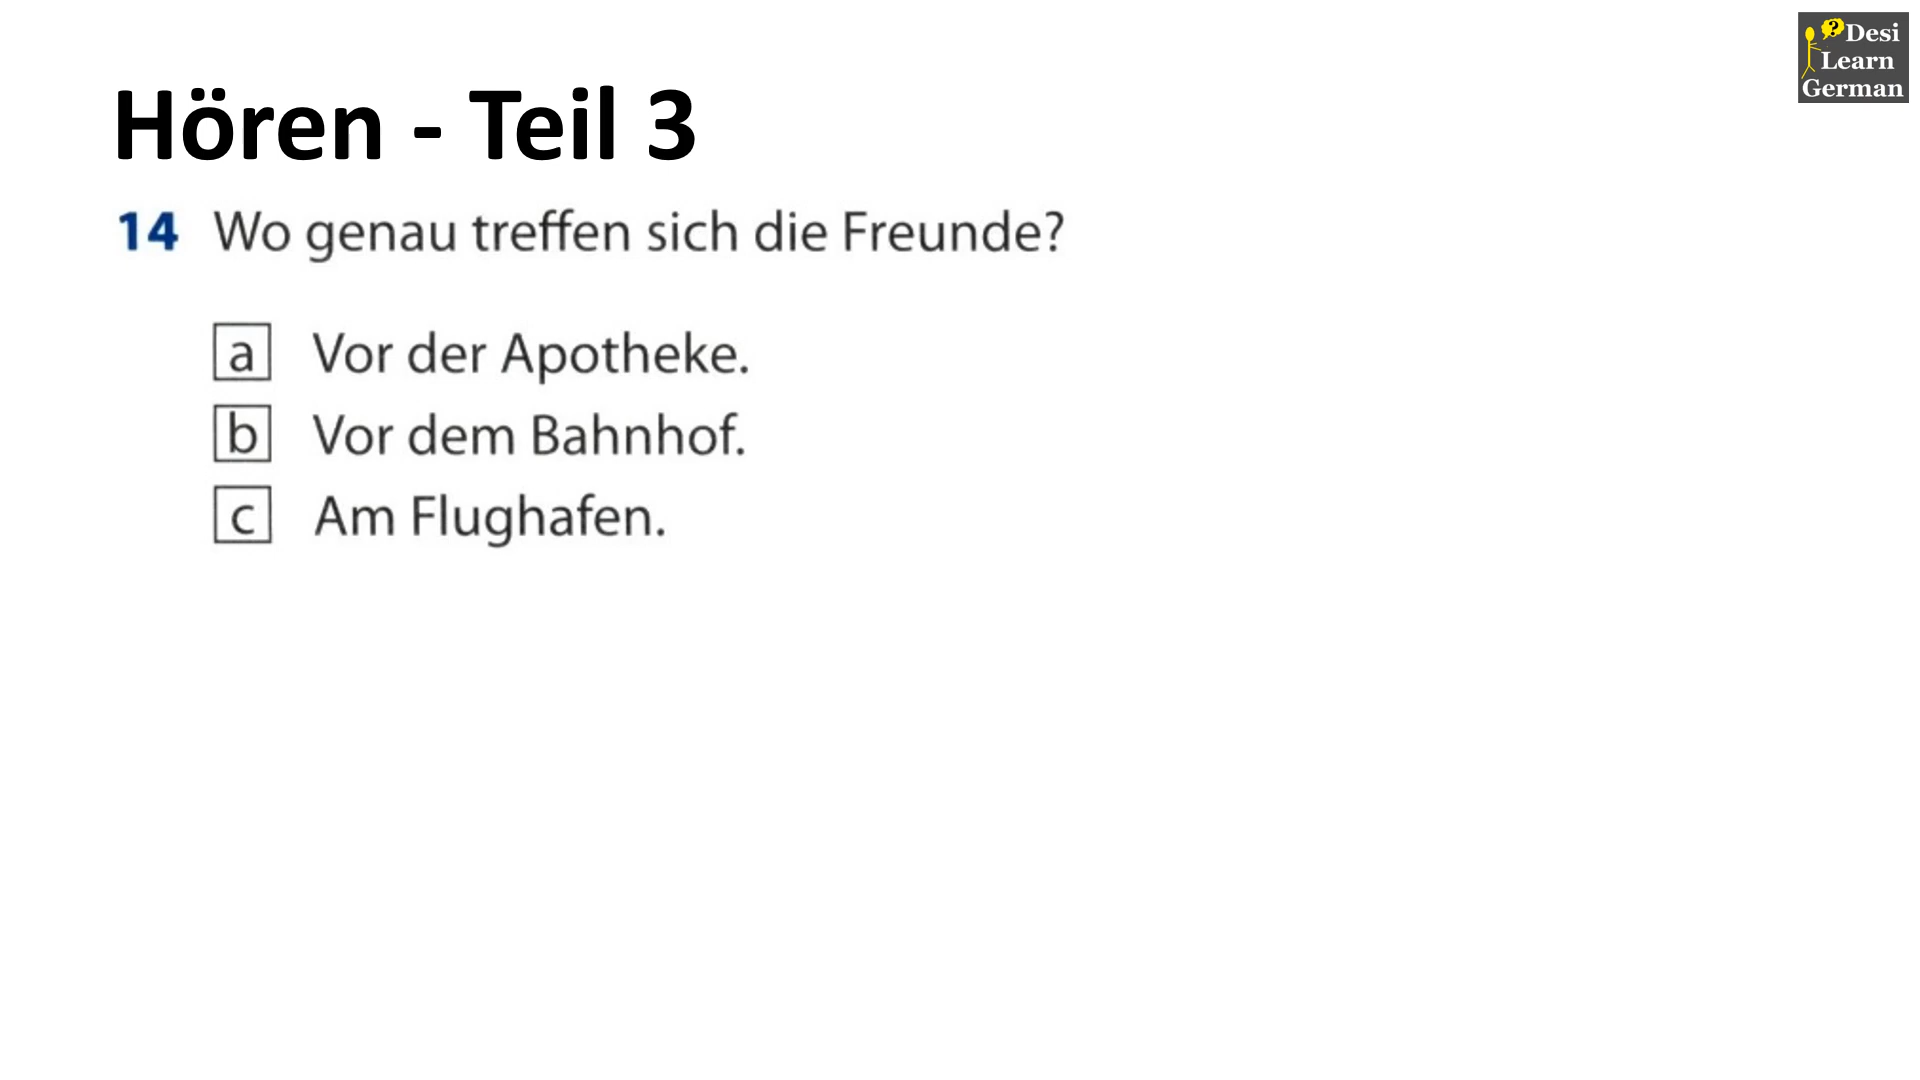 ? Desi
Learn
German
Hören - Teil 3
14 Wo genau treffen sich die Freunde?
a Vor der Apotheke.
b Vor dem Bahnhof.
c Am Flughafen.